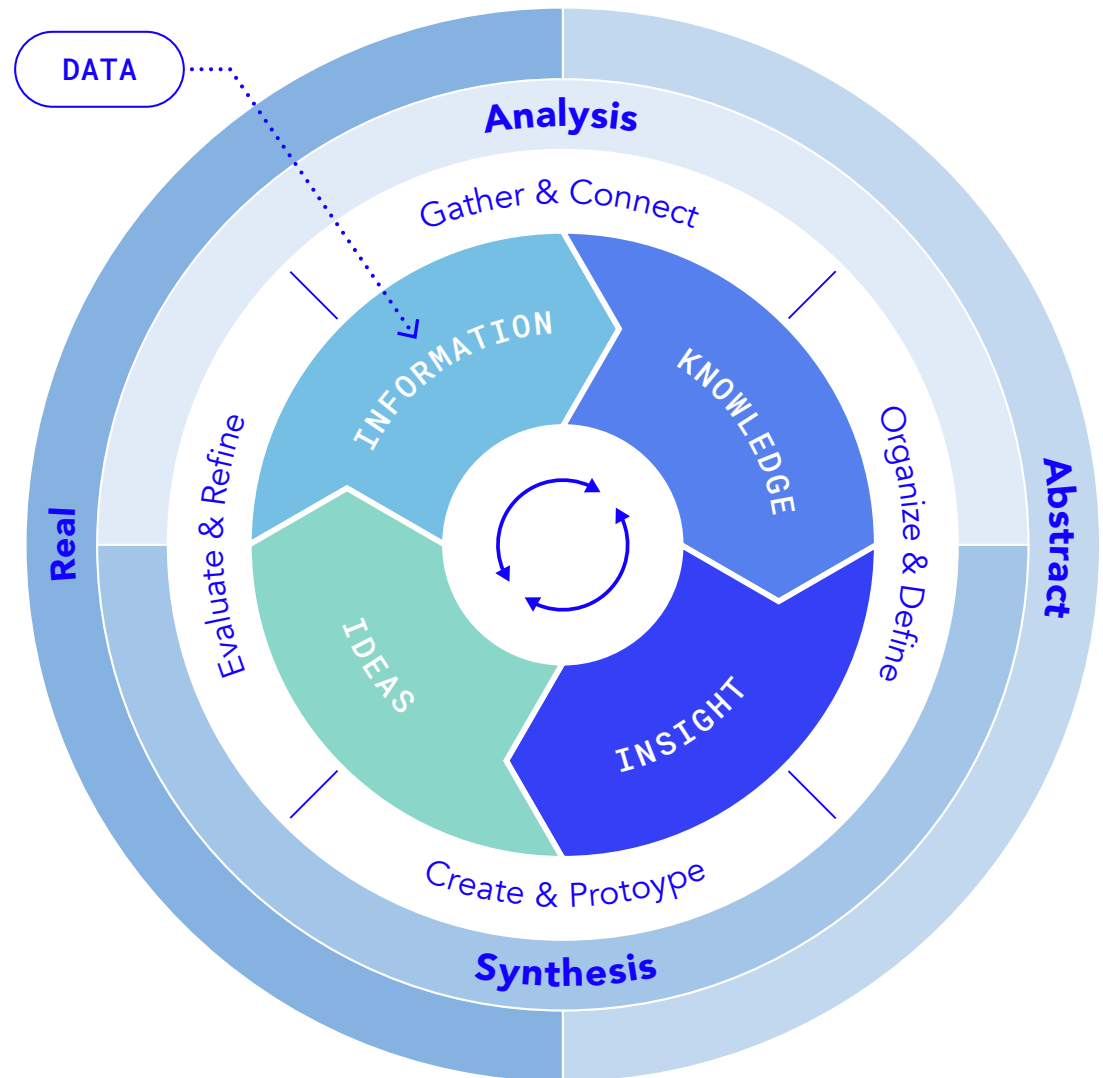 DATA
Analysis
Gather & Connect
INFORMATION
KNOWLEDGE
Evaluate & Refine
Organize & Define
Real
Abstract
IDEAS
INSIGHT
Create & Protoype
Synthesis